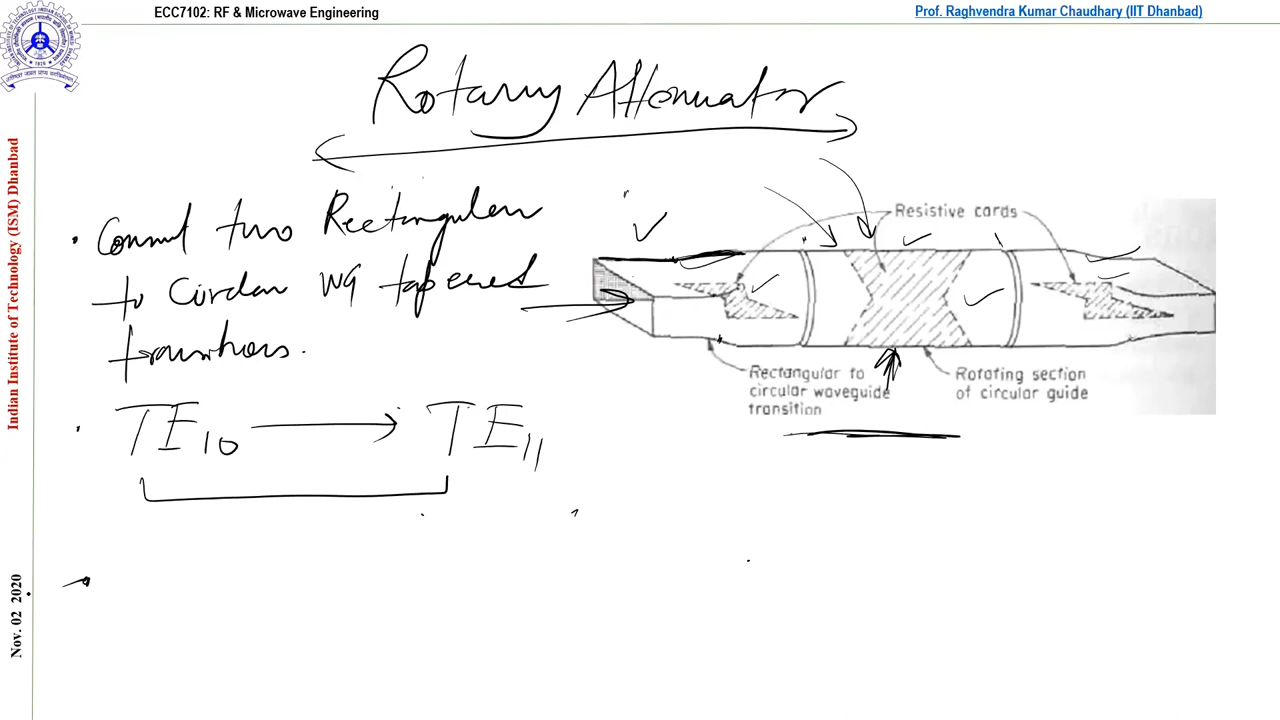 ECC7102: RF & Microwave Engineering
Prof. Raghvendra Kumar Chaudhary (IIT Dhanbad)
Indian Institute of Technology (ISM) Dhanbad
Nov. 02 2020
Rotary Attenuator
two Rectangular
to Circular WG tapered
transitions.
TE10 → TE11
Resistive cards
Rectangular to
circular waveguide
transition
Rotating section
of circular guide